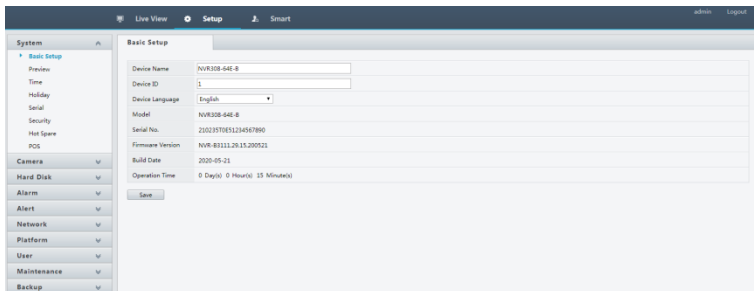 admin Logout
Live View Setup Smart
System
Basic Setup
Preview
Time
Holiday
Serial
Security
Hot Spare
POS
Camera
Hard Disk
Alarm
Alert
Network
Platform
User
Maintenance
Backup
Basic Setup
Device Name NVR308-64E-B
Device ID 1
Device Language English
Model NVR308-64E-B
Serial No. 210235T0E51234567890
Firmware Version NVR-B3111.29.15.200521
Build Date 2020-05-21
Operation Time 0 Day(s) 0 Hour(s) 15 Minute(s)
Save